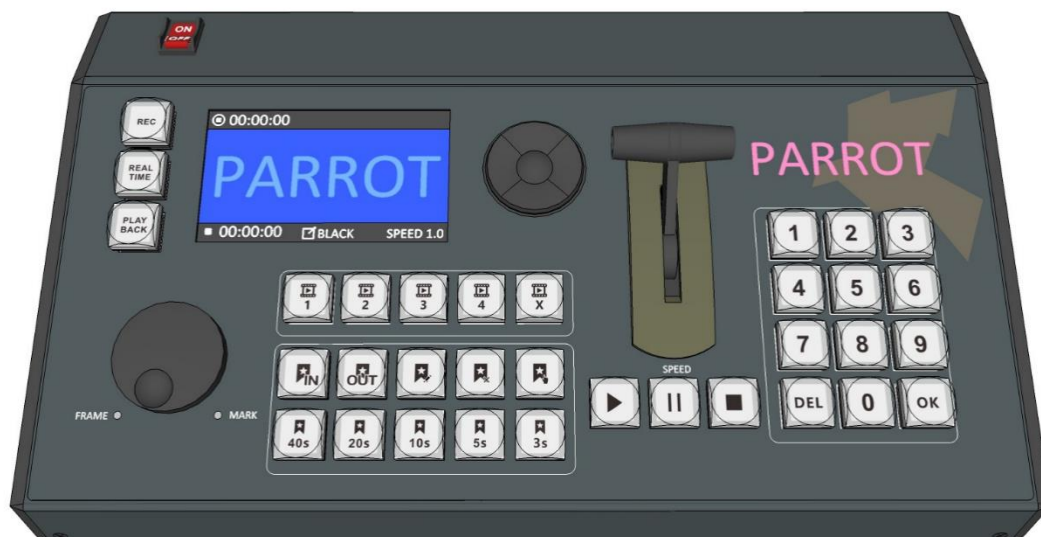 ON
OFF
REC
REAL
TIME
PLAY
BACK
00:00:00
PARROT
00:00:00 BLACK SPEED 1.0
PARROT
1 2 3
4 5 6
7 8 9
DEL 0 OK
1 2 3 4 X
IN OUT
40s 20s 10s 5s 3s
FRAME
MARK
SPEED